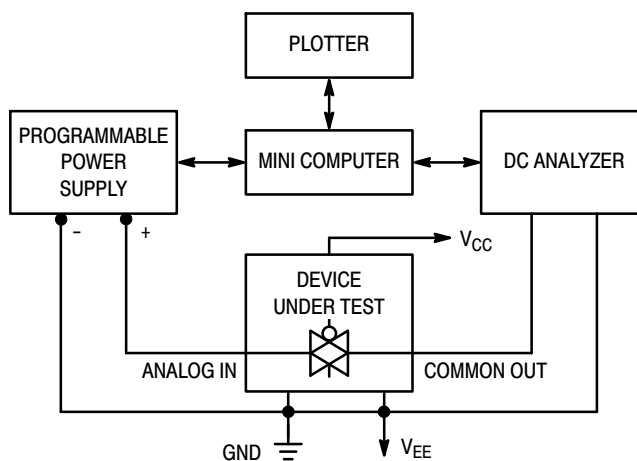 PLOTTER
PROGRAMMABLE
POWER
SUPPLY
MINI COMPUTER
DC ANALYZER
–
+
VCC
DEVICE
UNDER TEST
ANALOG IN
COMMON OUT
GND
VEE